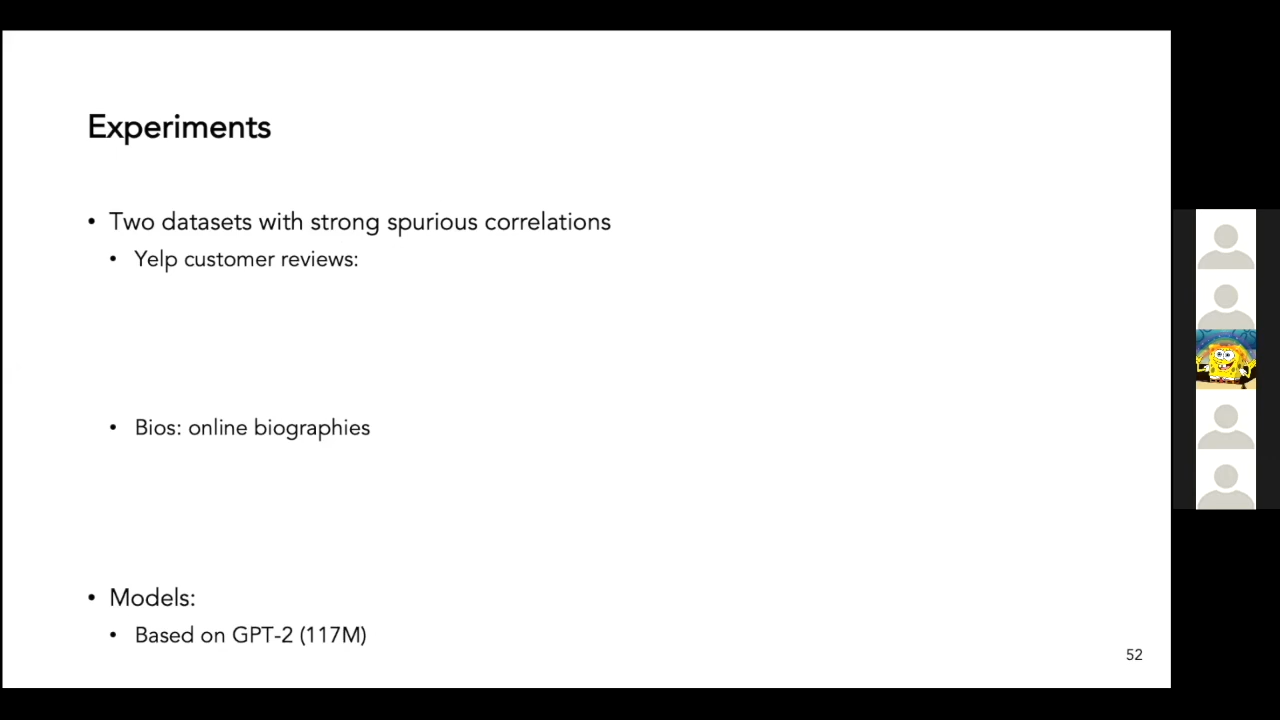 Experiments
• Two datasets with strong spurious correlations
• Yelp customer reviews:
• Bios: online biographies
• Models:
• Based on GPT-2 (117M)
52